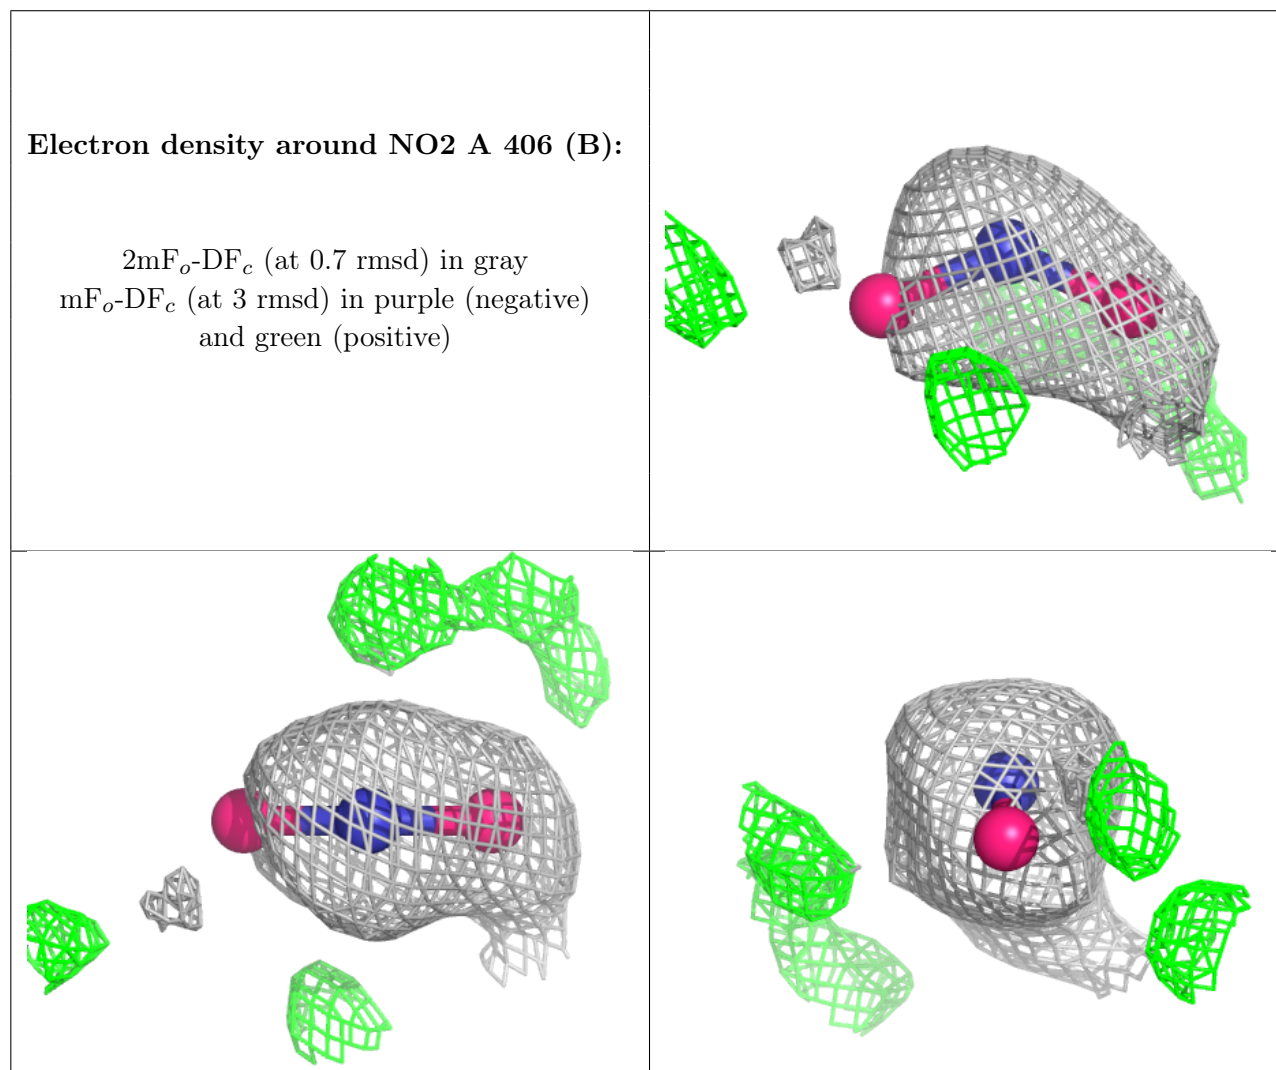 Electron density around NO2 A 406 (B):
2mFo-DFc (at 0.7 rmsd) in gray
mFo-DFc (at 3 rmsd) in purple (negative)
and green (positive)